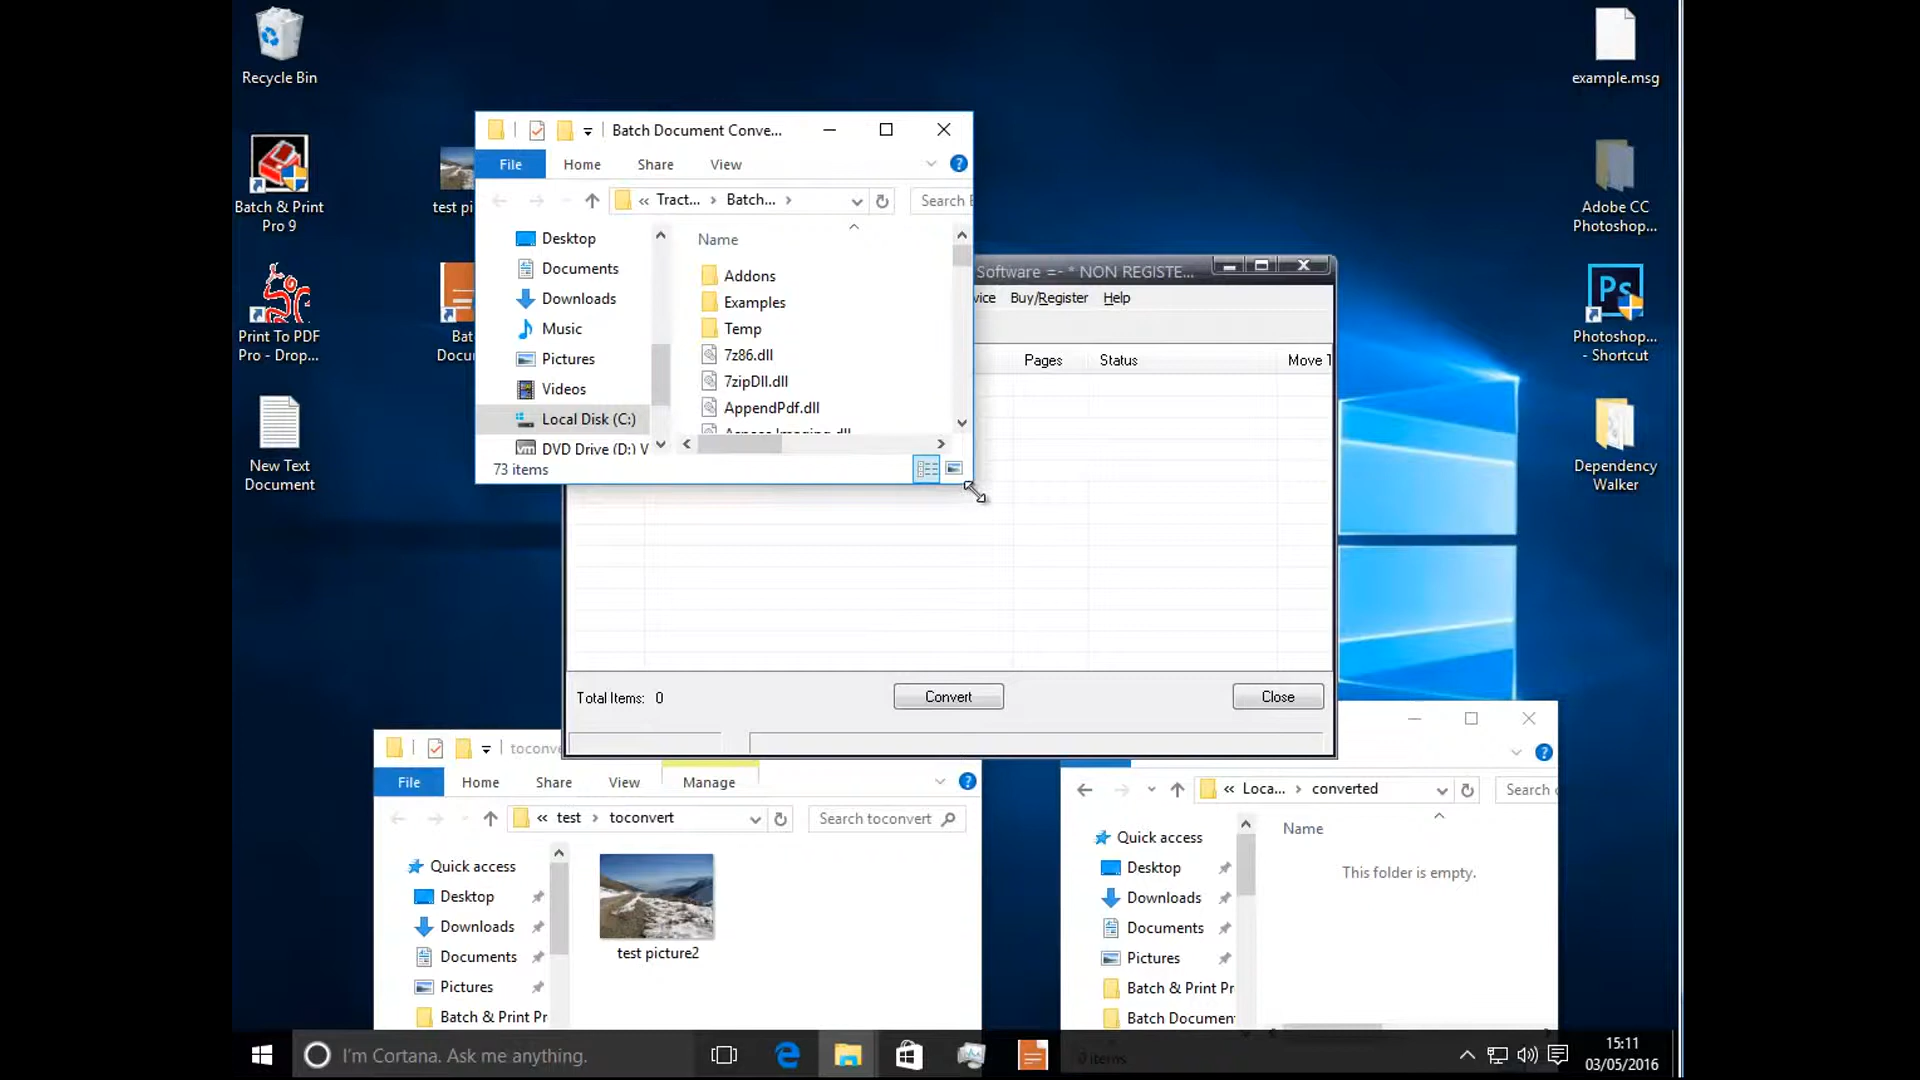 Recycle Bin
Batch & Print
Pro 9
Print To PDF
Pro - Drop...
New Text
Document
test pi
Bat
Docu
Batch Document Conve...
File Home Share View
« Tract... › Batch... ›
Search
Desktop
Documents
Downloads
Music
Pictures
Videos
Local Disk (C:)
DVD Drive (D:) V
Name
Addons
Examples
Temp
7z86.dll
7zipDll.dll
AppendPdf.dll
73 items
Software =- * NON REGISTE...
vice Buy/Register Help
Pages Status Move T
Total Items: 0
Convert
Close
example.msg
Adobe CC
Photoshop...
Photoshop...
- Shortcut
Dependency
Walker
toconve
File Home Share View Manage
« test › toconvert
Search toconvert
Quick access
Desktop
Downloads
Documents
Pictures
Batch & Print Pr
test picture2
« Loca... › converted
Search
Quick access
Desktop
Downloads
Documents
Pictures
Batch & Print Pr
Batch Documen
Name
This folder is empty.
I'm Cortana. Ask me anything.
items
15:11
03/05/2016